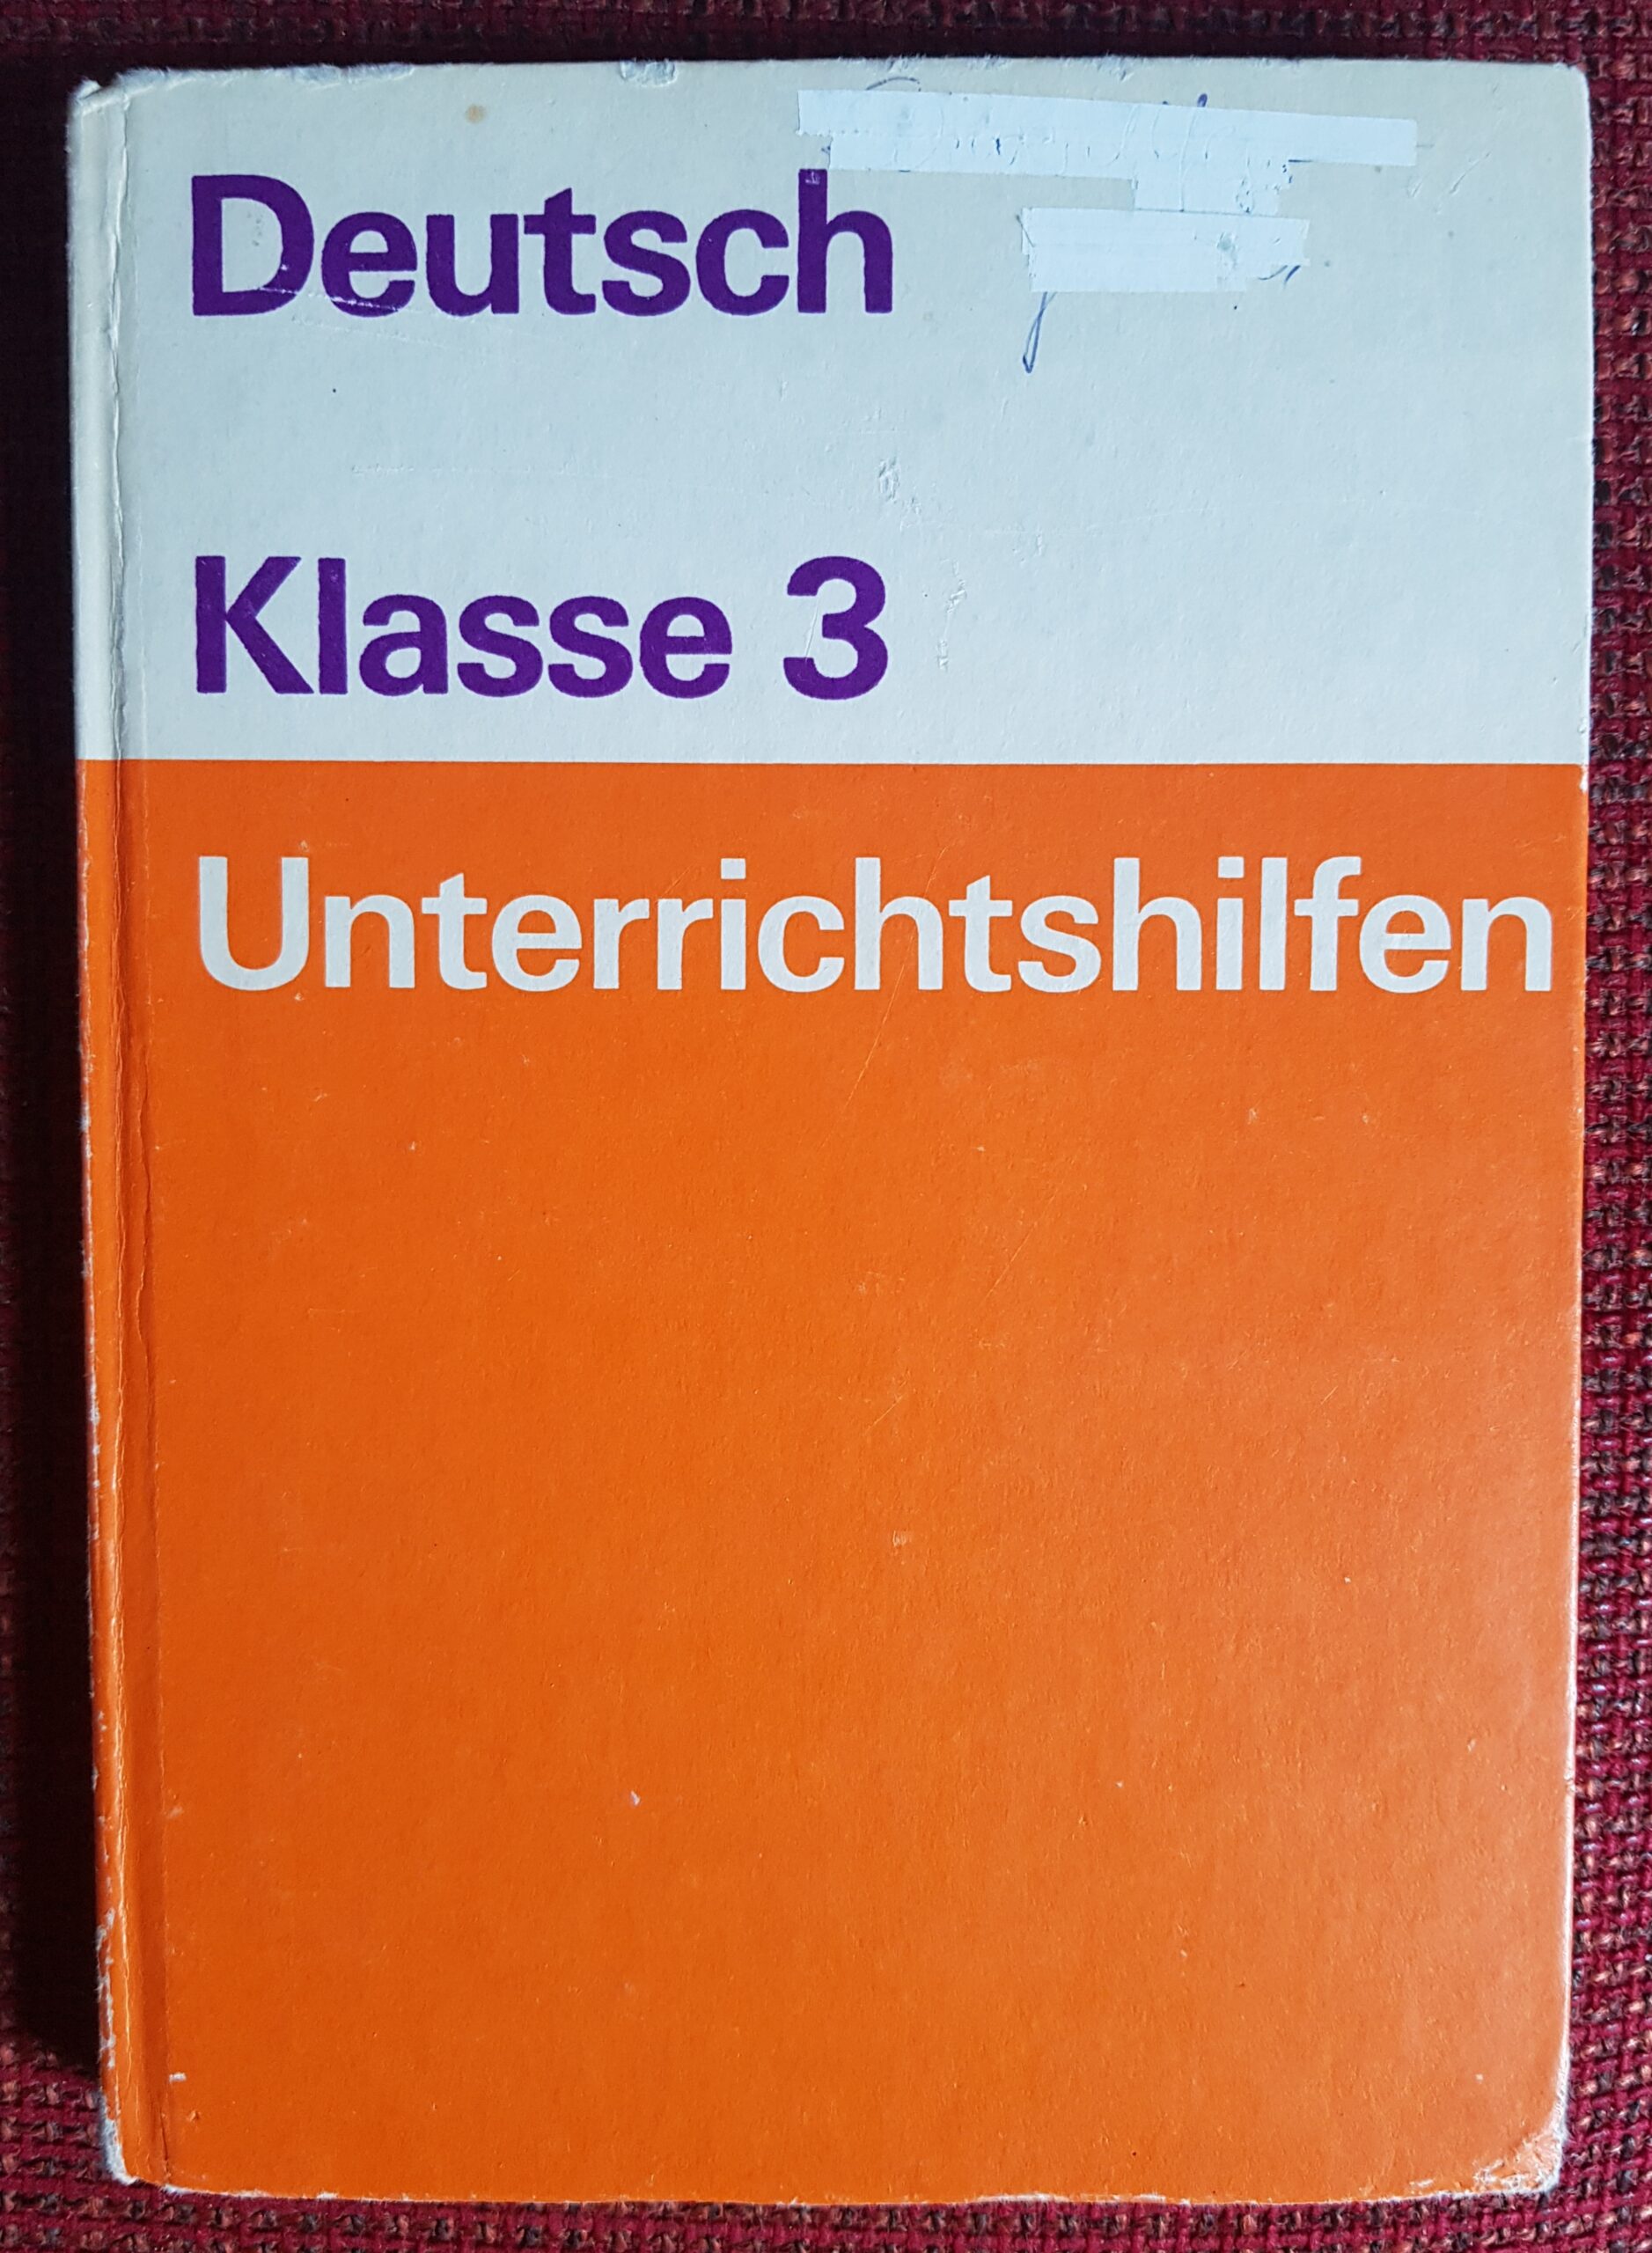 Deutsch
Klasse 3
Unterrichtshilfen